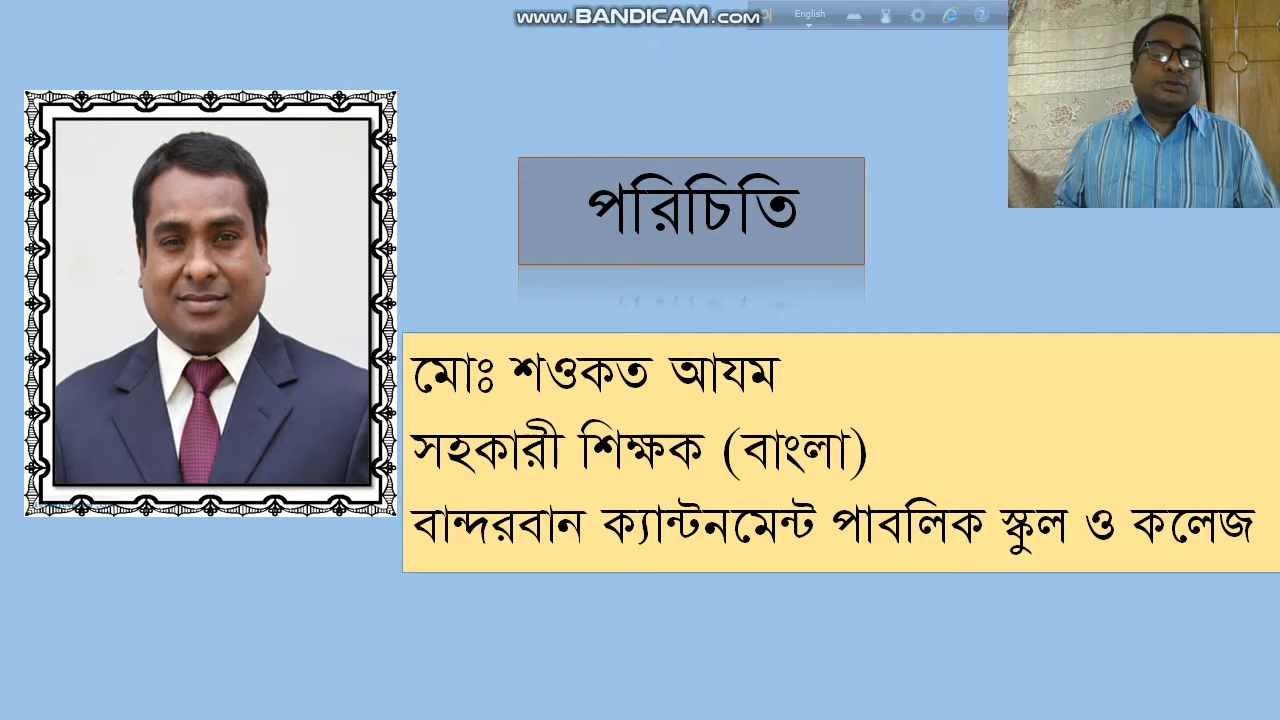 www.BANDICAM.com
English
পরিচিতি
মোঃ শওকত আযম
সহকারী শিক্ষক (বাংলা)
বান্দরবান ক্যান্টনমেন্ট পাবলিক স্কুল ও কলেজ